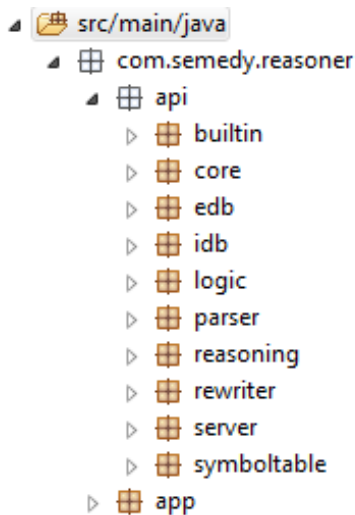 src/main/java
com.semedy.reasoner
api
builtin
core
edb
idb
logic
parser
reasoning
rewriter
server
symboltable
app